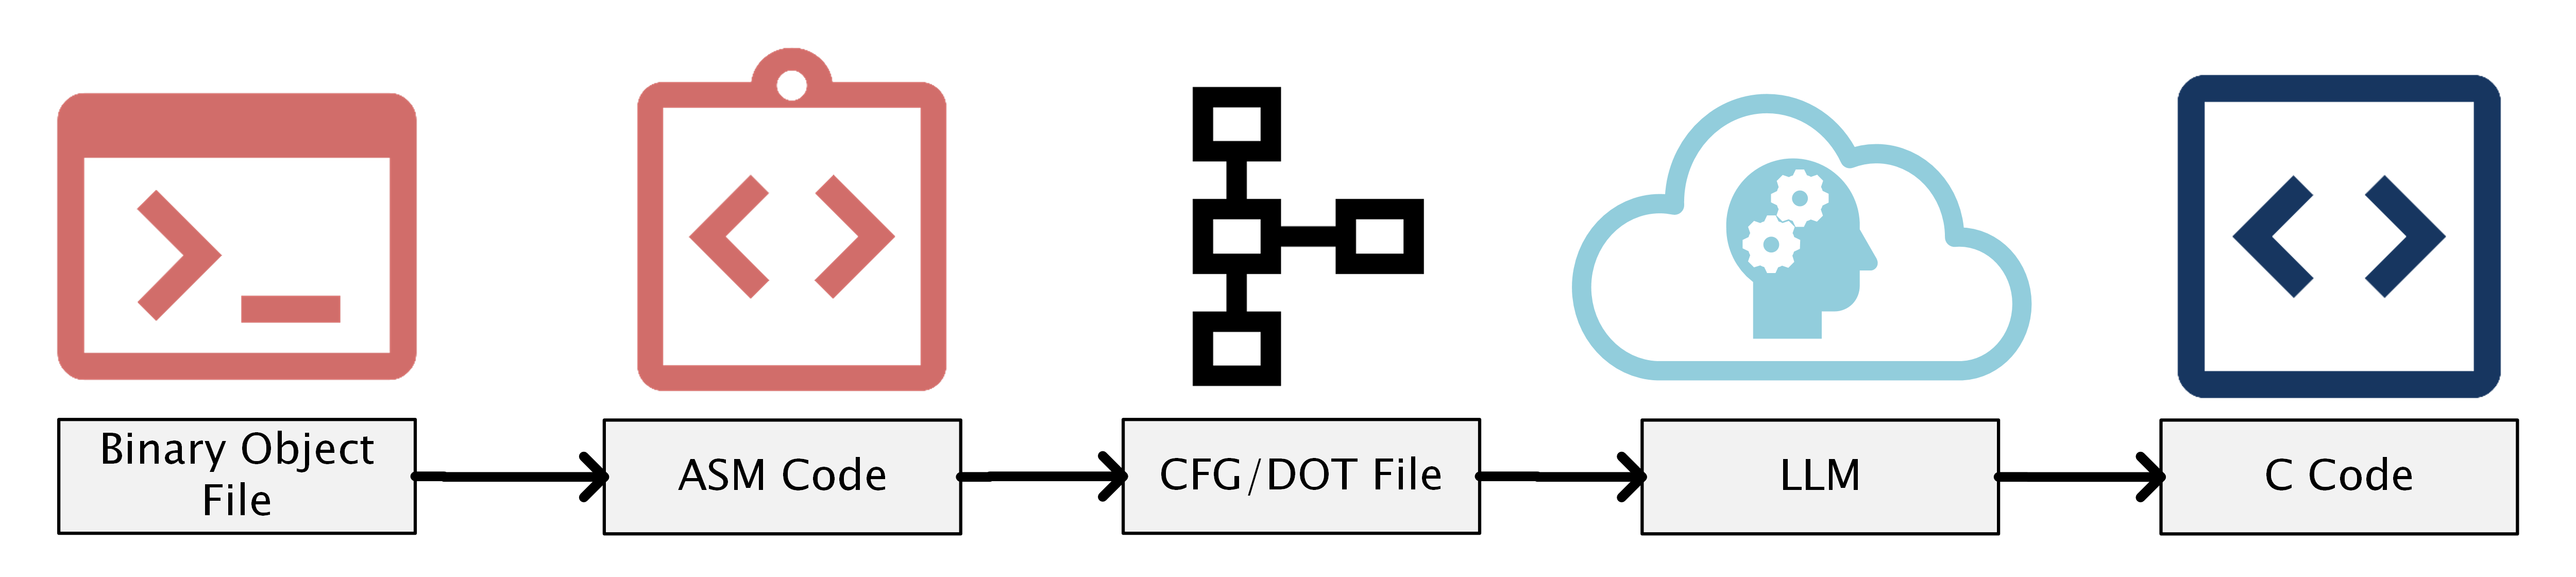 Binary Object
File
ASM Code
CFG/DOT File
LLM
C Code